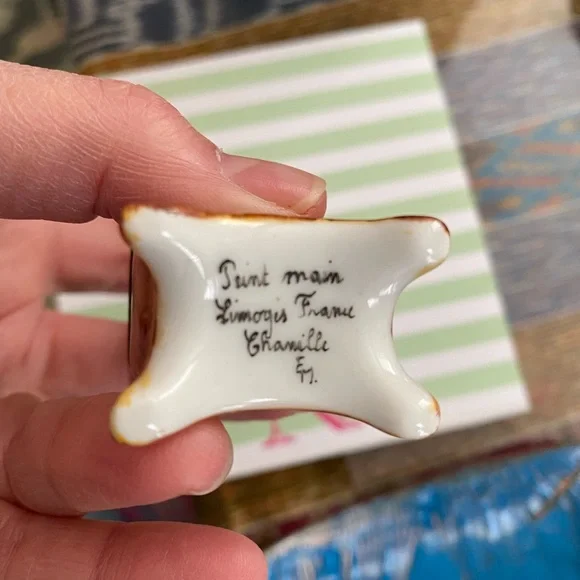 Peint main
Limoges France
Chamille
EM.